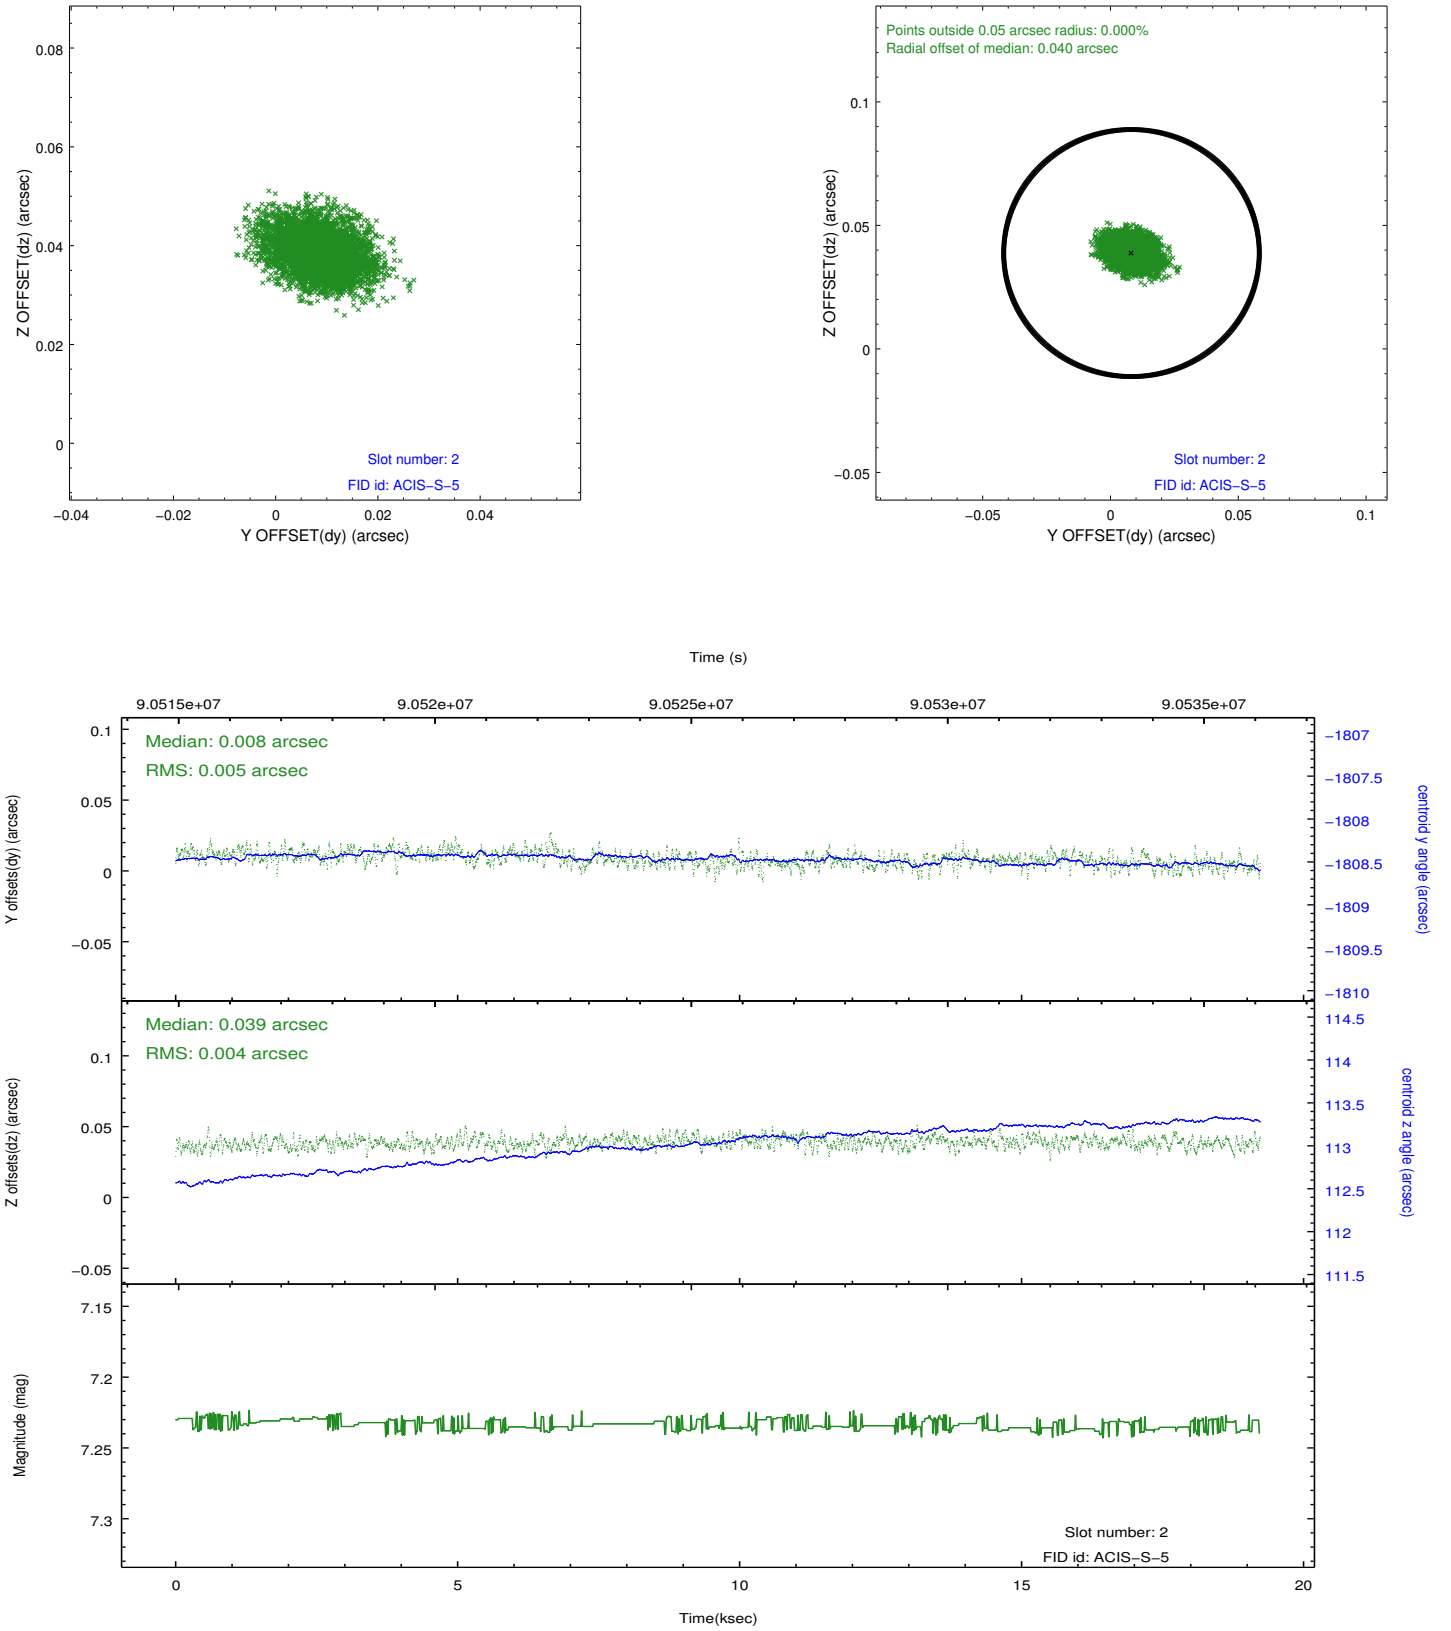 0.08
0.06
0.04
0.02
0
Z OFFSET(dz) (arcsec)
Slot number: 2
FID id: ACIS−S−5
−0.04 −0.02 0 0.02 0.04
Y OFFSET(dy) (arcsec)
Points outside 0.05 arcsec radius: 0.000%
Radial offset of median: 0.040 arcsec
0.1
0.05
0
−0.05
Z OFFSET(dz) (arcsec)
Slot number: 2
FID id: ACIS−S−5
−0.05 0 0.05 0.1
Y OFFSET(dy) (arcsec)
Time (s)
9.0515e+07 9.052e+07 9.0525e+07 9.053e+07 9.0535e+07
Median: 0.008 arcsec
RMS: 0.005 arcsec
0.1
0.05
0
−0.05
Y offsets(dy) (arcsec)
−1807
−1807.5
−1808
−1808.5
−1809
−1809.5
−1810
centroid y angle (arcsec)
Median: 0.039 arcsec
RMS: 0.004 arcsec
0.1
0.05
0
−0.05
Z offsets(dz) (arcsec)
114.5
114
113.5
113
112.5
112
111.5
centroid z angle (arcsec)
7.15
7.2
7.25
7.3
Magnitude (mag)
Slot number: 2
FID id: ACIS−S−5
0 5 10 15 20
Time(ksec)